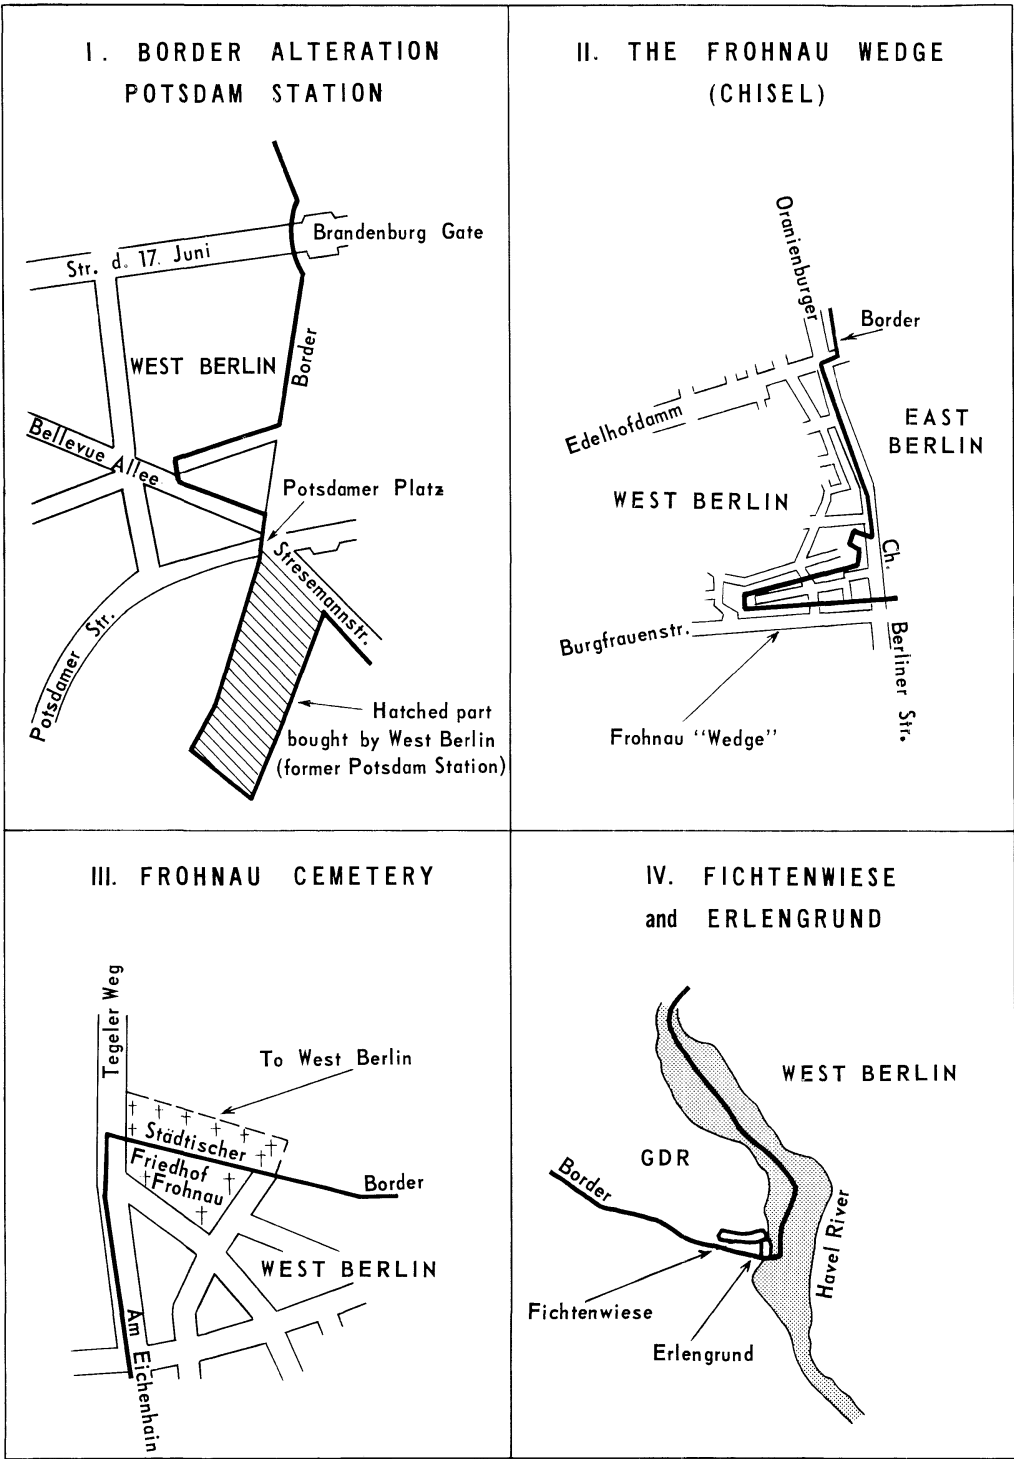 I. BORDER ALTERATION
POTSDAM STATION
Brandenburg Gate
Str. d. 17. Juni
WEST BERLIN
Border
Bellevue Allee
Potsdamer Platz
Stresemannstr.
Potsdamer Str.
Hatched part
bought by West Berlin
(former Potsdam Station)
II. THE FROHNAU WEDGE
(CHISEL)
Oranienburger
Border
Edelhofdamm
EAST
BERLIN
WEST BERLIN
Ch.
Burgfrauenstr.
Berliner Str.
Frohnau "Wedge"
III. FROHNAU CEMETERY
Tegeler Weg
To West Berlin
Städtischer
Friedhof
Frohnau
Border
WEST BERLIN
Am Eichenhain
IV. FICHTENWIESE
and ERLENGRUND
WEST BERLIN
GDR
Border
Havel River
Fichtenwiese
Erlengrund